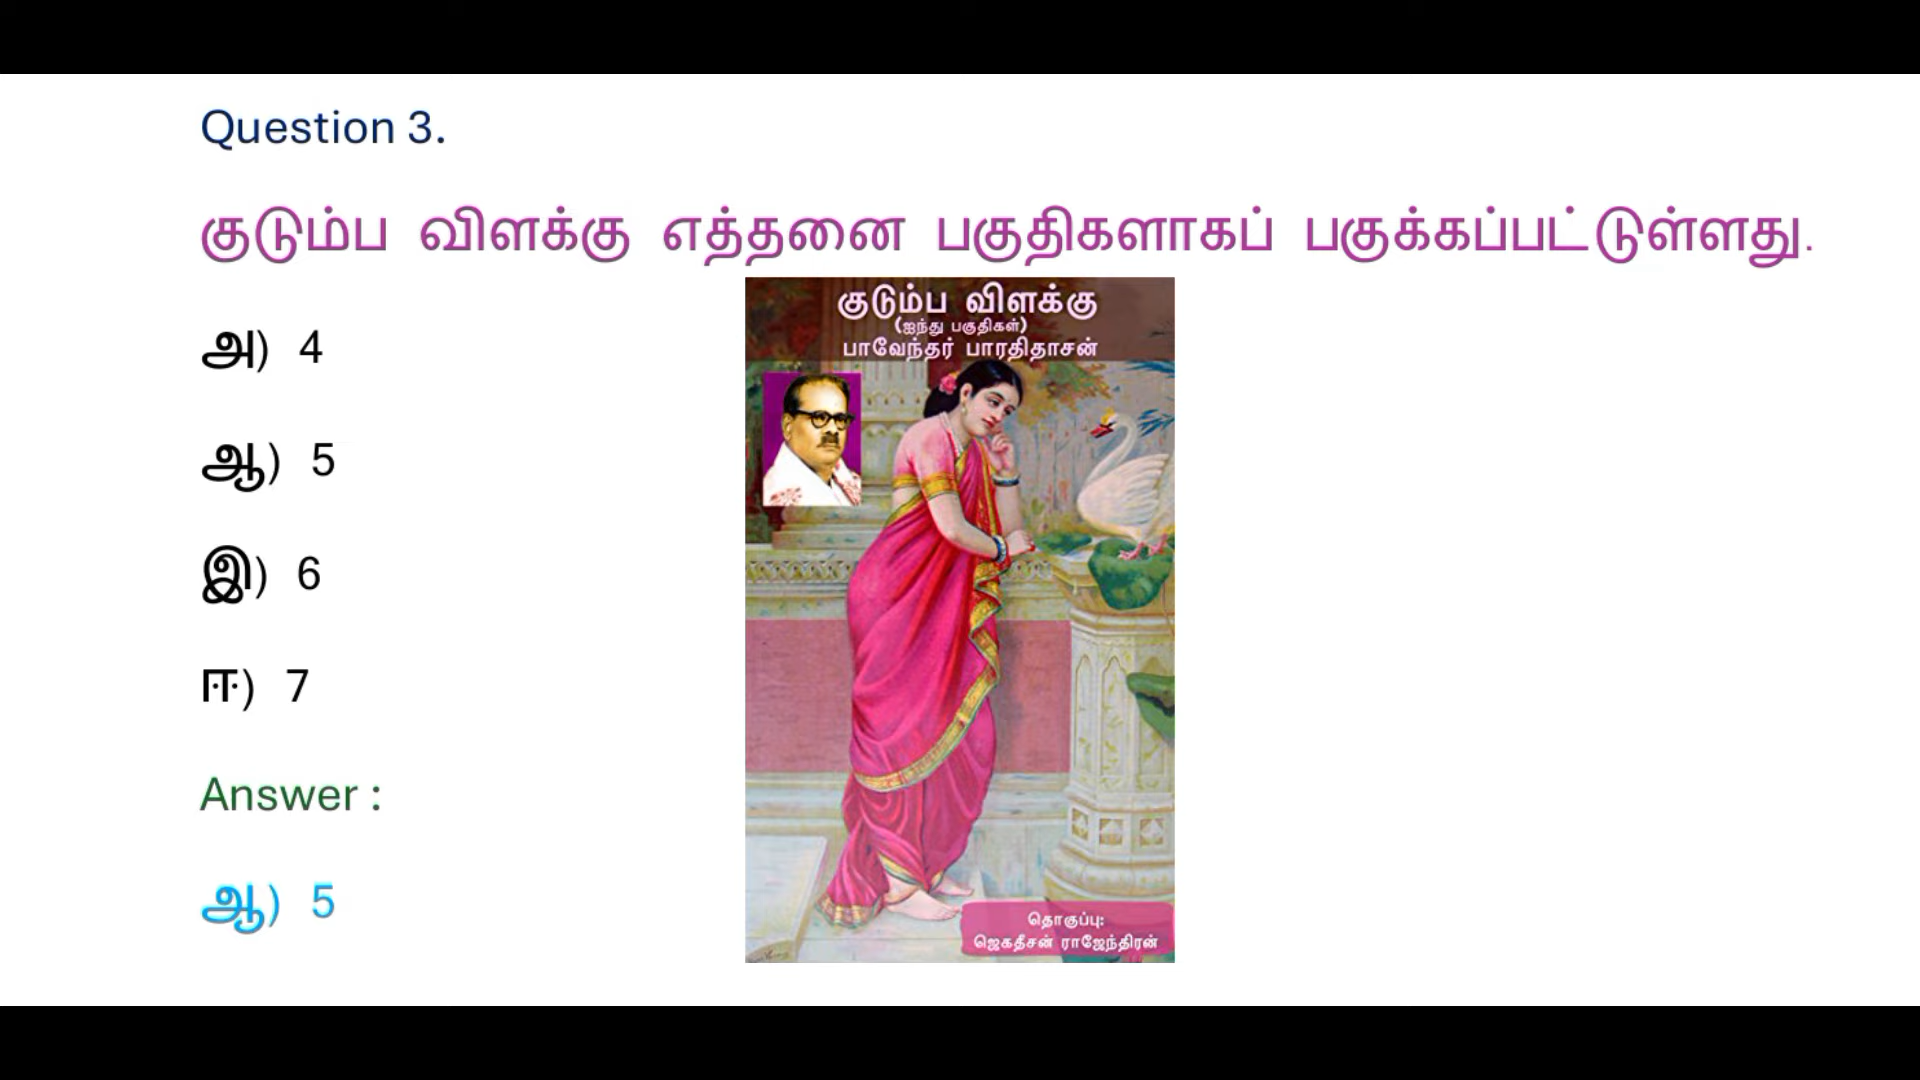 Question 3.
குடும்ப விளக்கு எத்தனை பகுதிகளாகப் பகுக்கப்பட்டுள்ளது.
குடும்ப விளக்கு
(ஐந்து பகுதிகள்)
பாவேந்தர் பாரதிதாசன்
அ) 4
ஆ) 5
இ) 6
ஈ) 7
Answer :
ஆ) 5
தொகுப்பு:
ஜெகதீசன் ராஜேந்திரன்